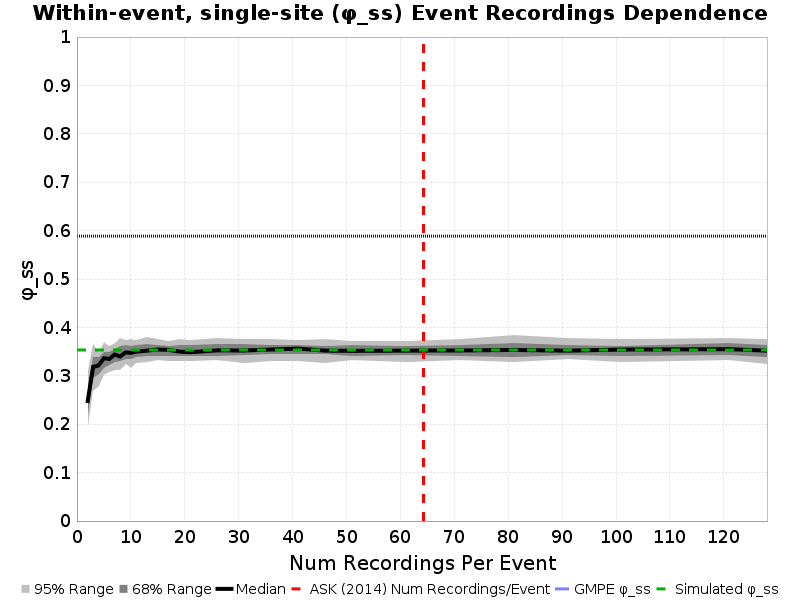 Within-event, single-site (φ_ss) Event Recordings Dependence
1
0.9
0.8
0.7
0.6
0.5
0.4
0.3
0.2
0.1
0
φ_ss
0 10 20 30 40 50 60 70 80 90 100 110 120
Num Recordings Per Event
95% Range 68% Range Median ASK (2014) Num Recordings/Event GMPE φ_ss Simulated φ_ss